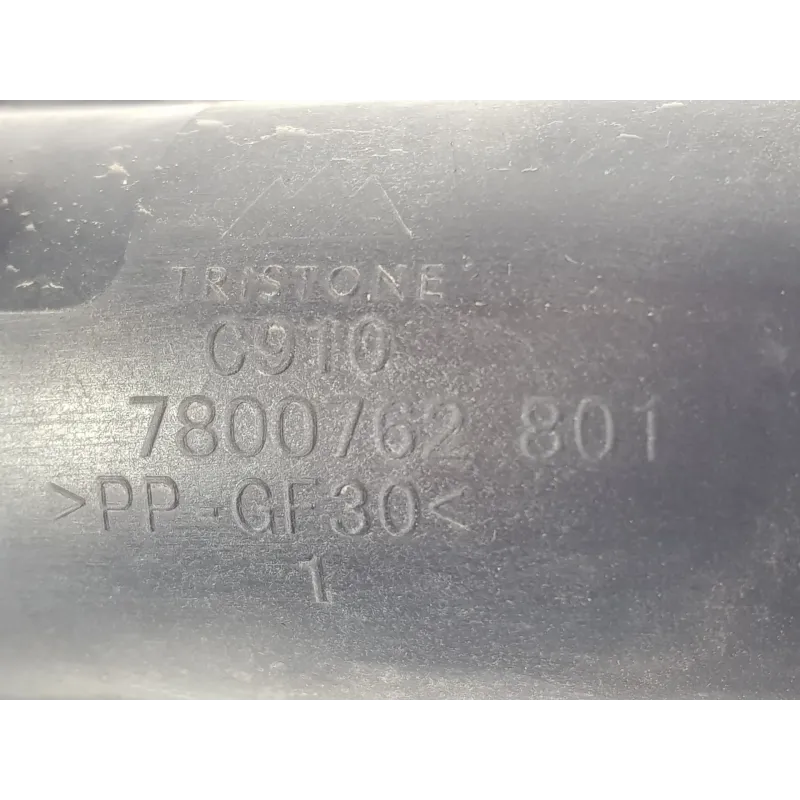 TRISTONE
C910
7800762 801
>PP-GF30<
1